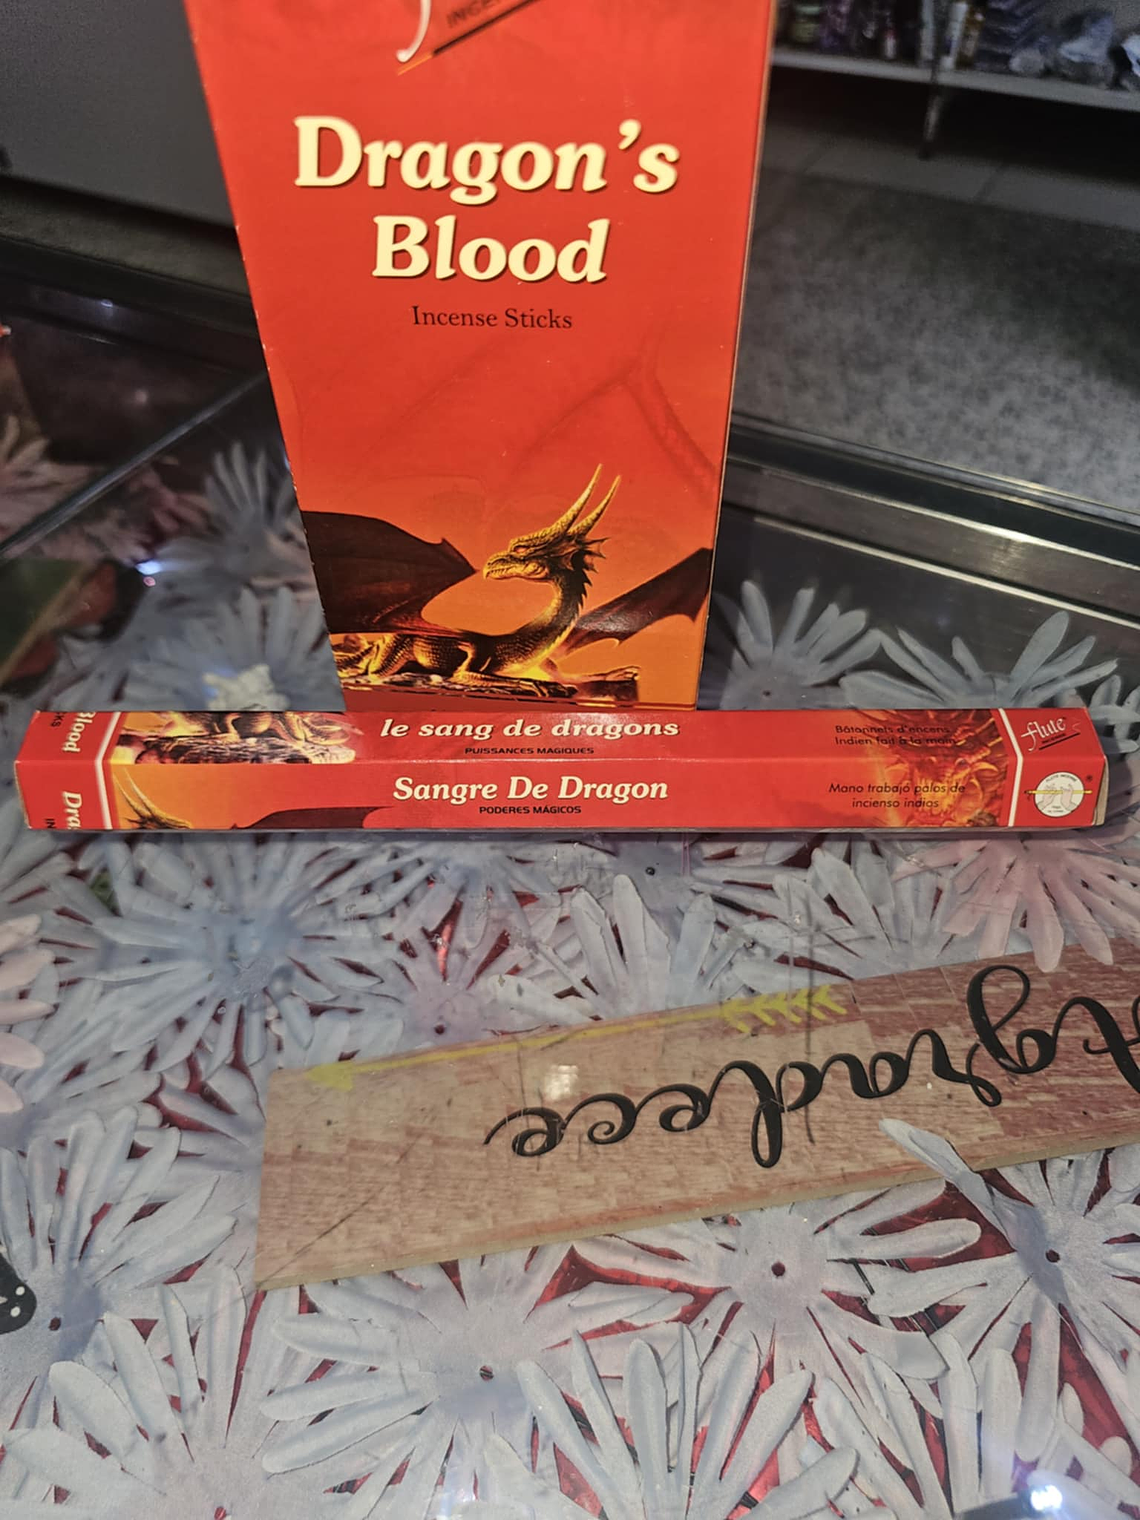 Dragon's
Blood
Incense Sticks
Blood
le sang de dragons
PUISSANCES MAGIQUES
Bâtonnets d'encens
Indien fait à la main
flute
Sangre De Dragon
PODERES MÁGICOS
Mano trabajó palos de
incienso indios
Agradece